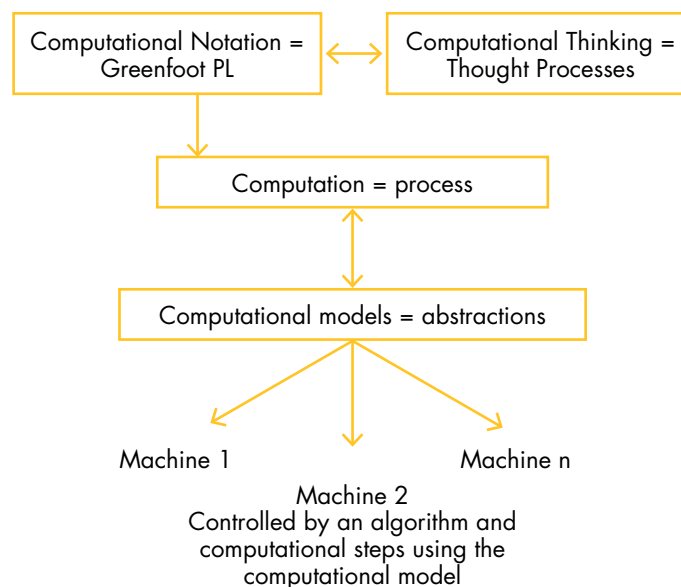 Computational Notation =
Greenfoot PL
Computational Thinking =
Thought Processes
Computation = process
Computational models = abstractions
Machine 1
Machine n
Machine 2
Controlled by an algorithm and
computational steps using the
computational model